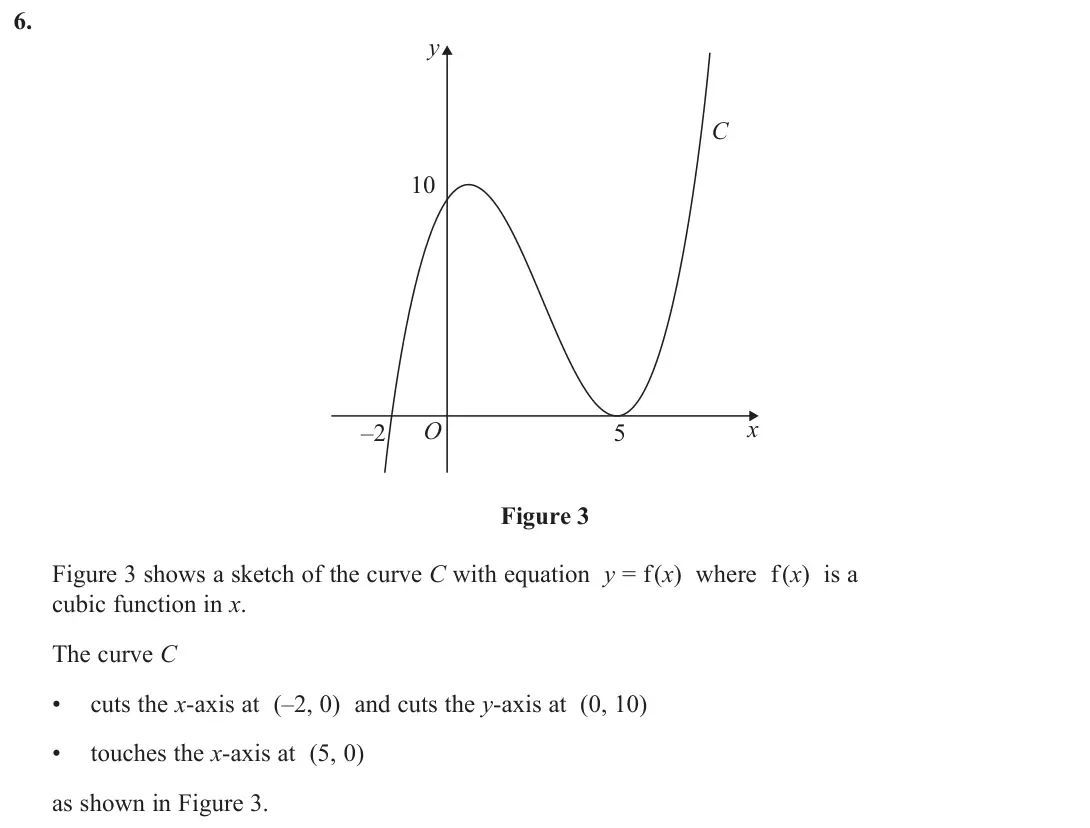 6.
y
C
10
–2
O
5
x
Figure 3
Figure 3 shows a sketch of the curve C with equation y = f(x) where f(x) is a
cubic function in x.
The curve C
• cuts the x-axis at (–2, 0) and cuts the y-axis at (0, 10)
• touches the x-axis at (5, 0)
as shown in Figure 3.